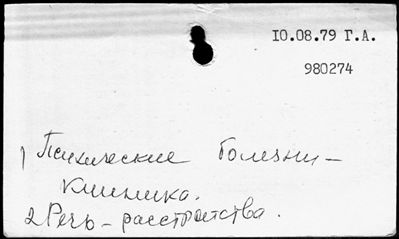 10.08.79 Г.А.
980274
1) Психические болезни –
клиника.
2) Речь – расстройства.